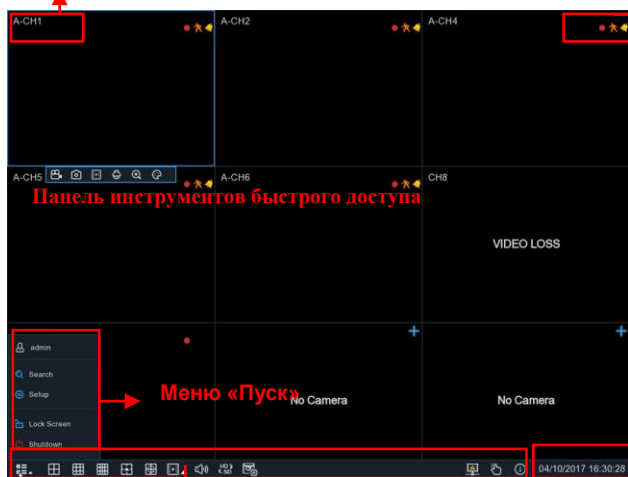 A-CH1
A-CH2
A-CH4
A-CH5
A-CH6
CH8
Панель инструментов быстрого доступа
VIDEO LOSS
admin
Search
Setup
Lock Screen
Shutdown
Меню «Пуск»
No Camera
No Camera
04/10/2017 16:30:28